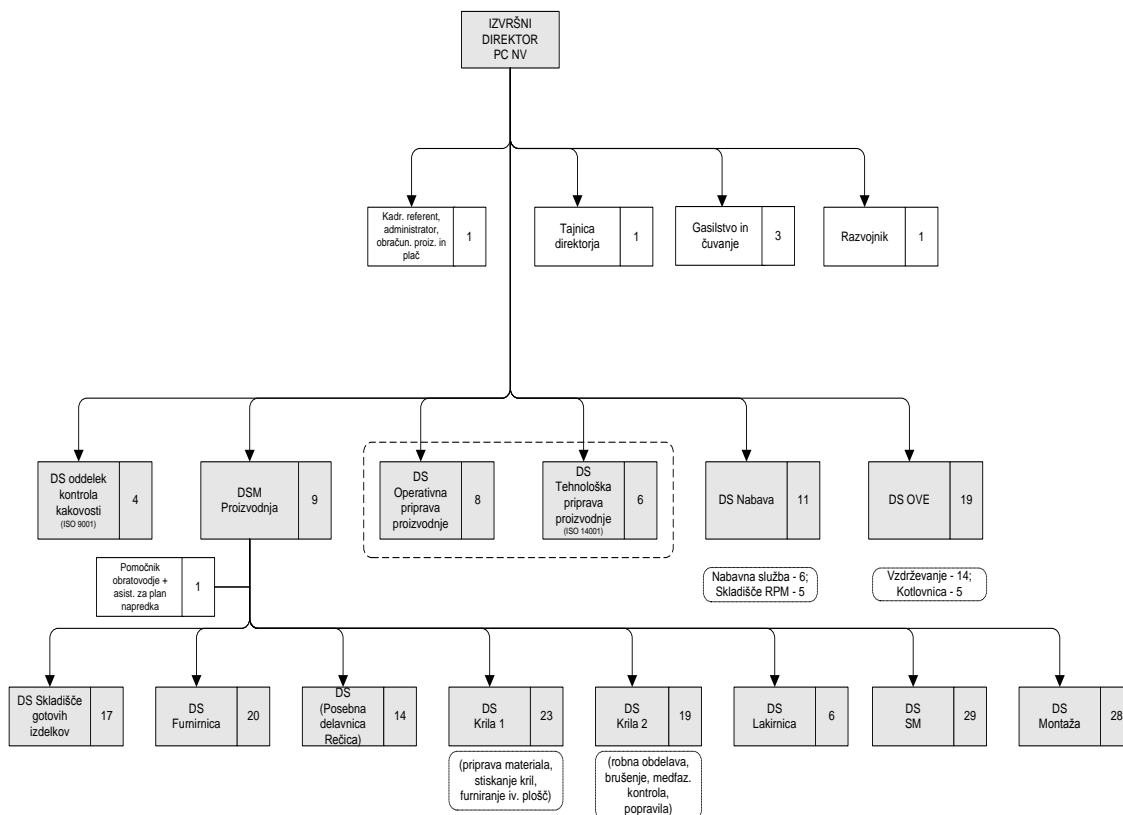 IZVRŠNI
DIREKTOR
PC NV
Kadr. referent,
administrator,
obračun. proiz. in
plač
1
Tajnica
direktorja
1
Gasilstvo in
čuvanje
3
Razvojnik
1
DS oddelek
kontrola
kakovosti
(ISO 9001)
4
DSM
Proizvodnja
9
DS
Operativna
priprava
proizvodnje
8
DS
Tehnološka
priprava
proizvodnje
(ISO 14001)
6
DS Nabava
11
DS OVE
19
Pomočnik
obratovodje +
asist. za plan
napredka
1
Nabavna služba - 6;
Skladišče RPM - 5
Vzdrževanje - 14;
Kotlovnica - 5
DS Skladišče
gotovih
izdelkov
17
DS
Furnirnica
20
DS
(Posebna
delavnica
Rečica)
14
DS
Krila 1
23
DS
Krila 2
19
DS
Lakirnica
6
DS
SM
29
DS
Montaža
28
(priprava materiala,
stiskanje kril,
furniranje iv. plošč)
(robna obdelava,
brušenje, medfaz.
kontrola,
popravila)